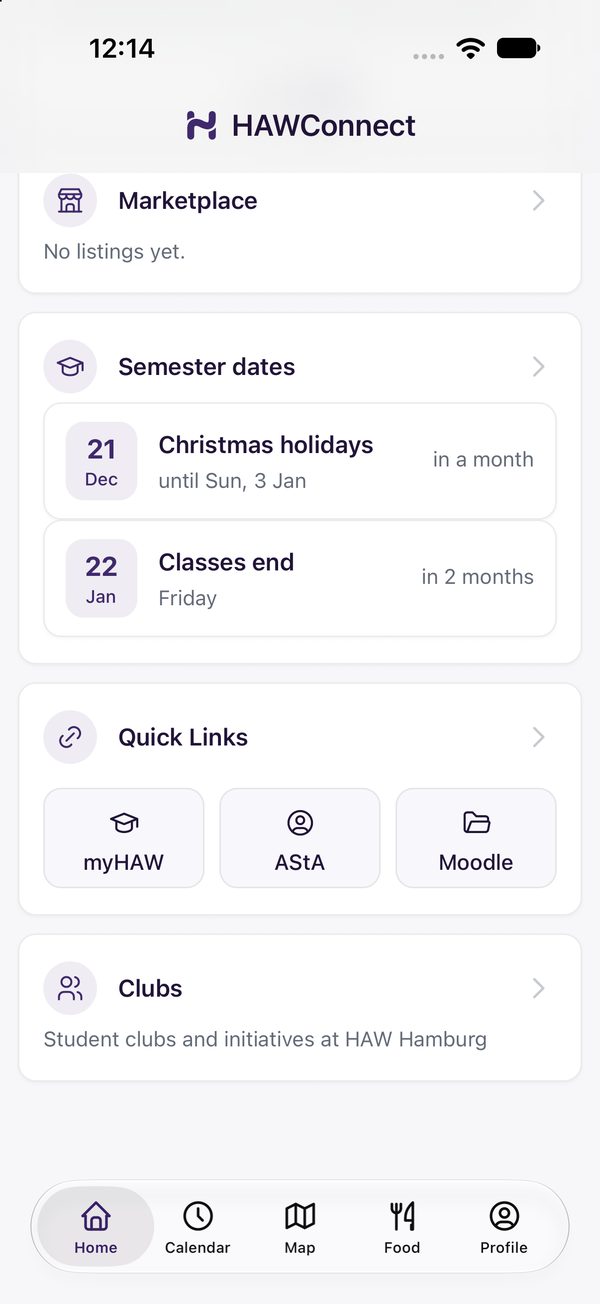 12:14
HAWConnect
Marketplace
No listings yet.
Semester dates
21
Dec
Christmas holidays
until Sun, 3 Jan
in a month
22
Jan
Classes end
Friday
in 2 months
Quick Links
myHAW
AStA
Moodle
Clubs
Student clubs and initiatives at HAW Hamburg
Home
Calendar
Map
Food
Profile